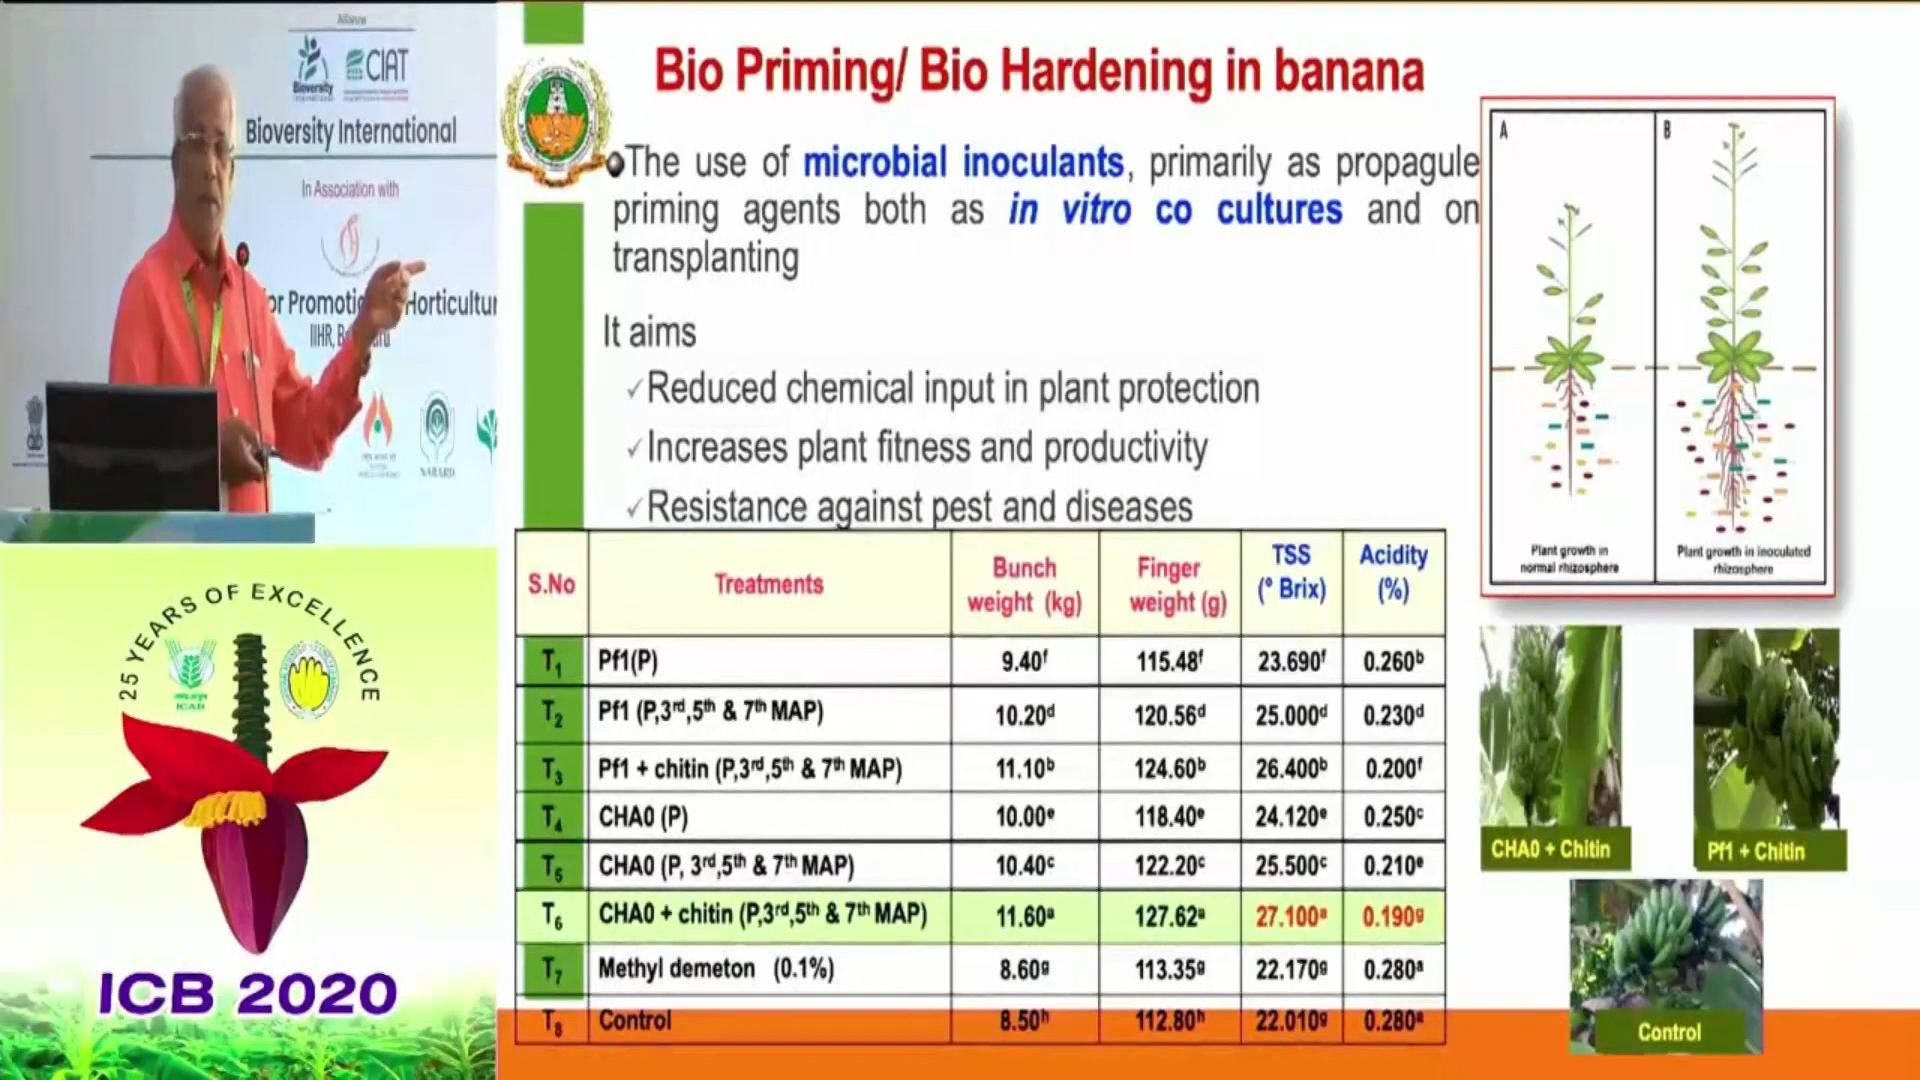 Alliance
Bioversity
CIAT
Bioversity International
In Association with
or Promotio Horticultur
IIHR, B
NABARD
25 YEARS OF EXCELLENCE
ICAR
ICB 2020
Bio Priming/ Bio Hardening in banana
The use of microbial inoculants, primarily as propagule
priming agents both as in vitro co cultures and on
transplanting
It aims
✓Reduced chemical input in plant protection
✓Increases plant fitness and productivity
✓Resistance against pest and diseases
S.No Treatments Bunch weight (kg) Finger weight (g) TSS (° Brix) Acidity (%)
T₁ Pf1(P) 9.40ᶠ 115.48ᶠ 23.690ᶠ 0.260ᵇ
T₂ Pf1 (P,3ʳᵈ,5ᵗʰ & 7ᵗʰ MAP) 10.20ᵈ 120.56ᵈ 25.000ᵈ 0.230ᵈ
T₃ Pf1 + chitin (P,3ʳᵈ,5ᵗʰ & 7ᵗʰ MAP) 11.10ᵇ 124.60ᵇ 26.400ᵇ 0.200ᶠ
T₄ CHA0 (P) 10.00ᵉ 118.40ᵉ 24.120ᵉ 0.250ᶜ
T₅ CHA0 (P, 3ʳᵈ,5ᵗʰ & 7ᵗʰ MAP) 10.40ᶜ 122.20ᶜ 25.500ᶜ 0.210ᵉ
T₆ CHA0 + chitin (P,3ʳᵈ,5ᵗʰ & 7ᵗʰ MAP) 11.60ᵃ 127.62ᵃ 27.100ᵃ 0.190ᵍ
T₇ Methyl demeton (0.1%) 8.60ᵍ 113.35ᵍ 22.170ᵍ 0.280ᵃ
T₈ Control 8.50ʰ 112.80ʰ 22.010ᵍ 0.280ᵃ
A B
Plant growth in
normal rhizosphere
Plant growth in inoculated
rhizosphere
CHA0 + Chitin
Pf1 + Chitin
Control